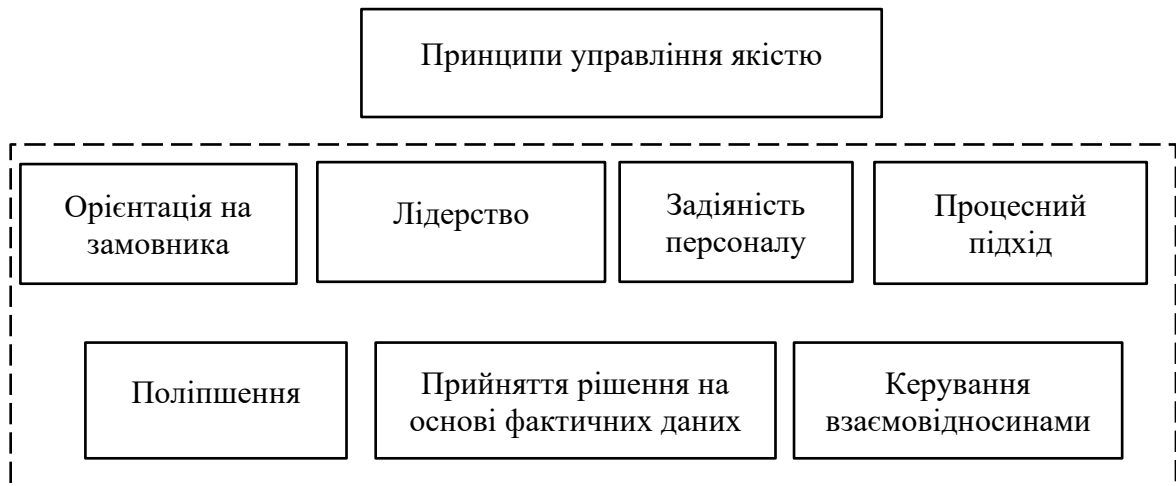 Принципи управління якістю
Орієнтація на
замовника
Лідерство
Задіяність
персоналу
Процесний
підхід
Поліпшення
Прийняття рішення на
основі фактичних даних
Керування
взаємовідносинами